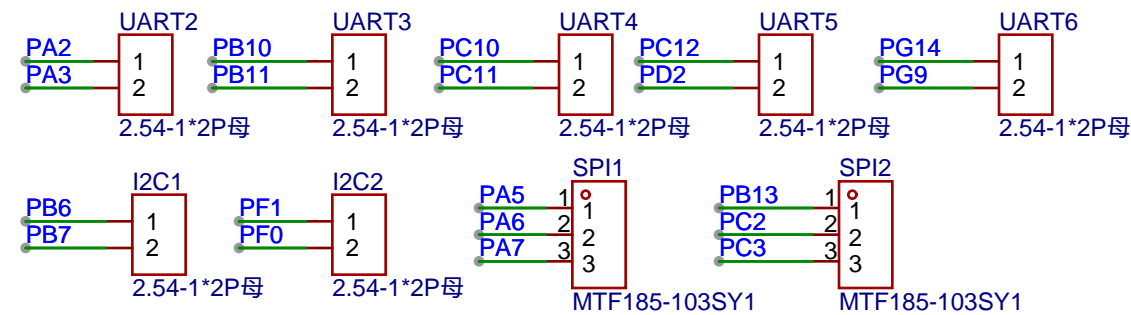 UART2
PA2
PA3
1
2
2.54-1*2P母
UART3
PB10
PB11
1
2
2.54-1*2P母
UART4
PC10
PC11
1
2
2.54-1*2P母
UART5
PC12
PD2
1
2
2.54-1*2P母
UART6
PG14
PG9
1
2
2.54-1*2P母
I2C1
PB6
PB7
1
2
2.54-1*2P母
I2C2
PF1
PF0
1
2
2.54-1*2P母
SPI1
PA5 1
1
PA6 2
2
PA7 3
3
MTF185-103SY1
SPI2
PB13 1
1
PC2 2
2
PC3 3
3
MTF185-103SY1